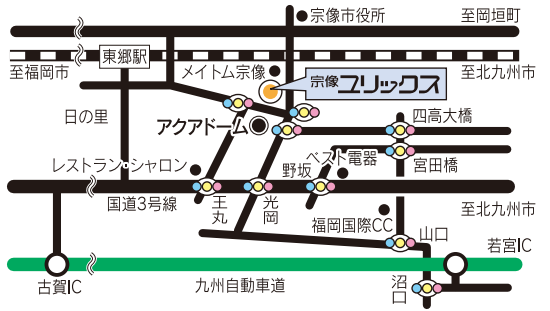 宗像市役所
至岡垣町
東郷駅
至福岡市
メイトム宗像
宗像 ユリックス
至北九州市
日の里
アクアドーム
四高大橋
レストラン・シャロン
野坂
ベスト電器
宮田橋
国道3号線
王丸
光岡
福岡国際CC
至北九州市
山口
若宮IC
古賀IC
九州自動車道
沼口